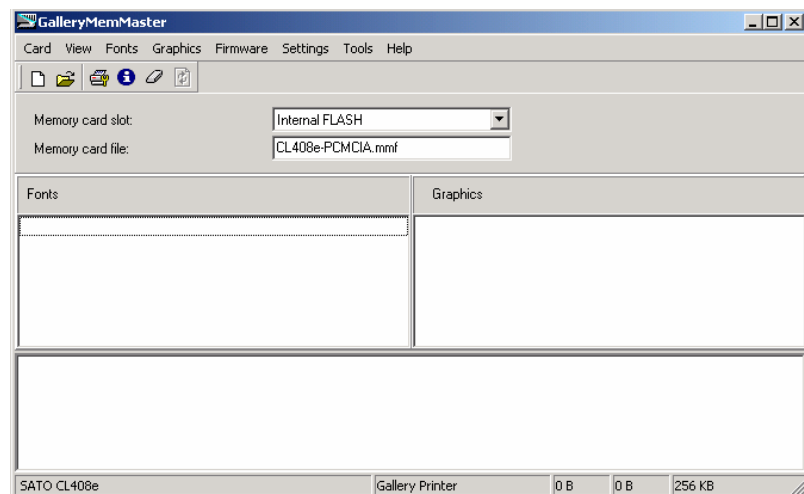 GalleryMemMaster
Card View Fonts Graphics Firmware Settings Tools Help
Memory card slot: Internal FLASH
Memory card file: CL408e-PCMCIA.mmf
Fonts Graphics
SATO CL408e Gallery Printer 0 B 0 B 256 KB